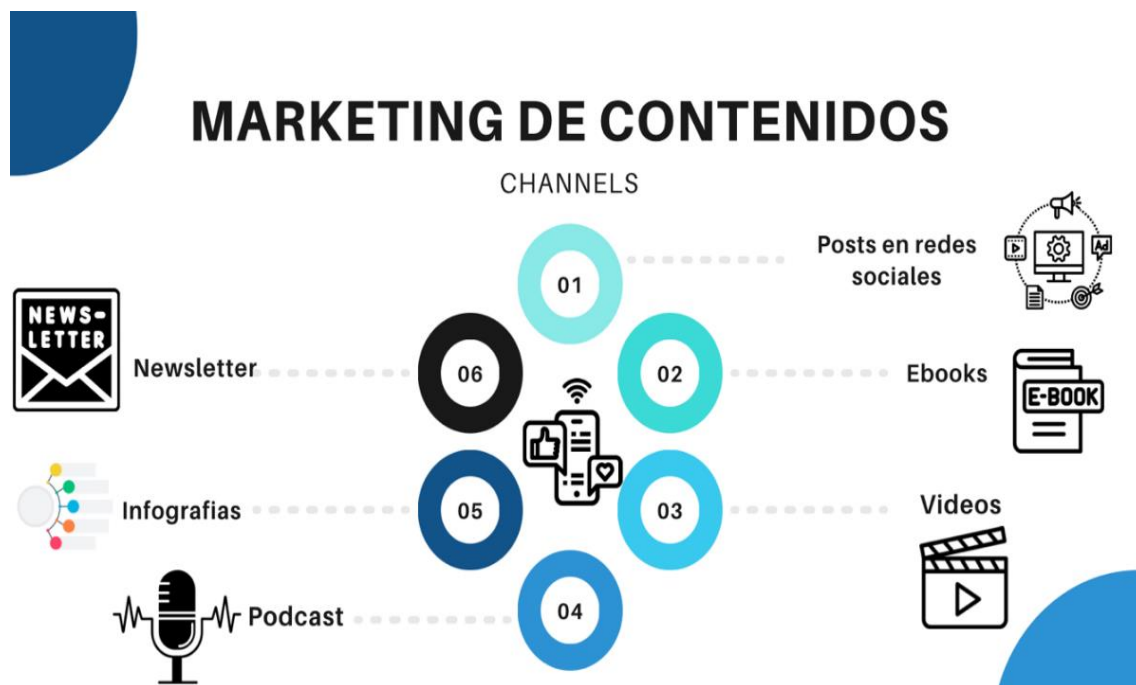 MARKETING DE CONTENIDOS
CHANNELS
01
Posts en redes
sociales
Ad
02
Ebooks
E-BOOK
03
Videos
04
Podcast
05
Infografias
06
Newsletter
NEWS-
LETTER